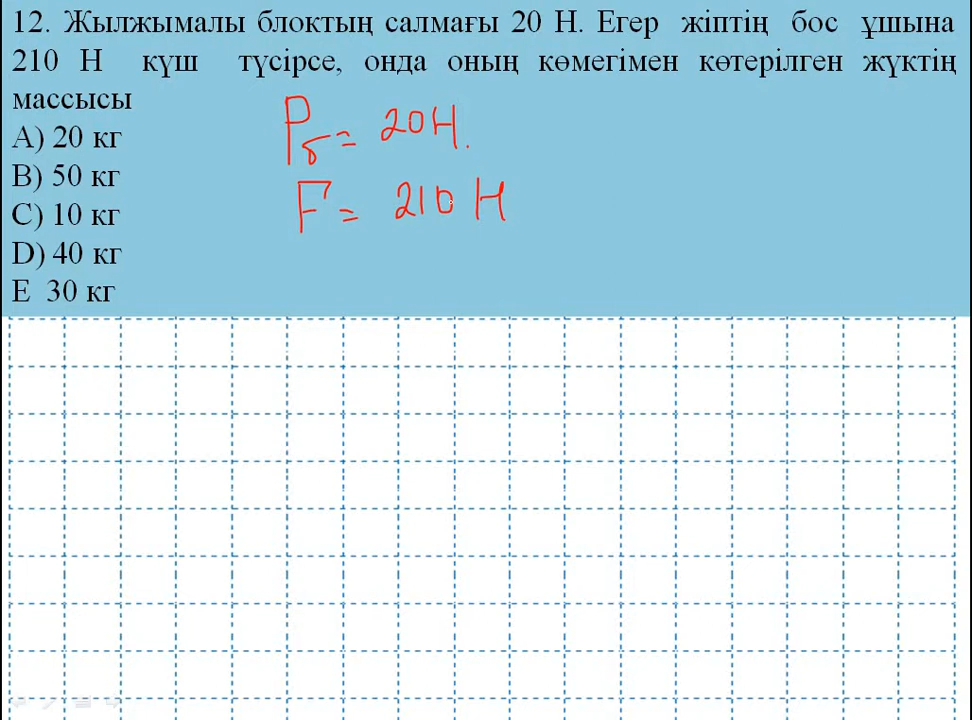 12. Жылжымалы блоктың салмағы 20 Н. Егер жіптің бос ұшына
210 Н күш түсірсе, онда оның көмегімен көтерілген жүктің
массысы
A) 20 кг
B) 50 кг
C) 10 кг
D) 40 кг
E 30 кг
Pб = 20Н.
F = 210 Н